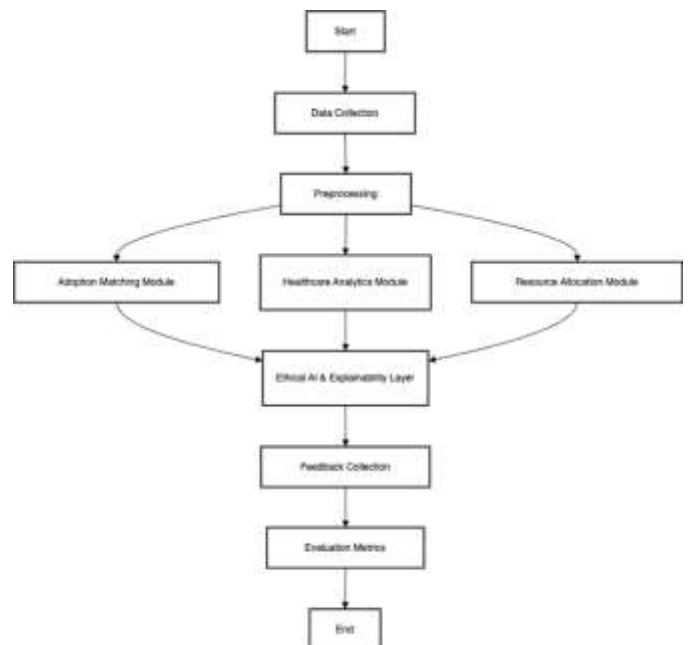 Start
Data Collection
Preprocessing
Adoption Matching Module
Healthcare Analytics Module
Resource Allocation Module
Ethical AI & Explainability Layer
Feedback Collection
Evaluation Metrics
End